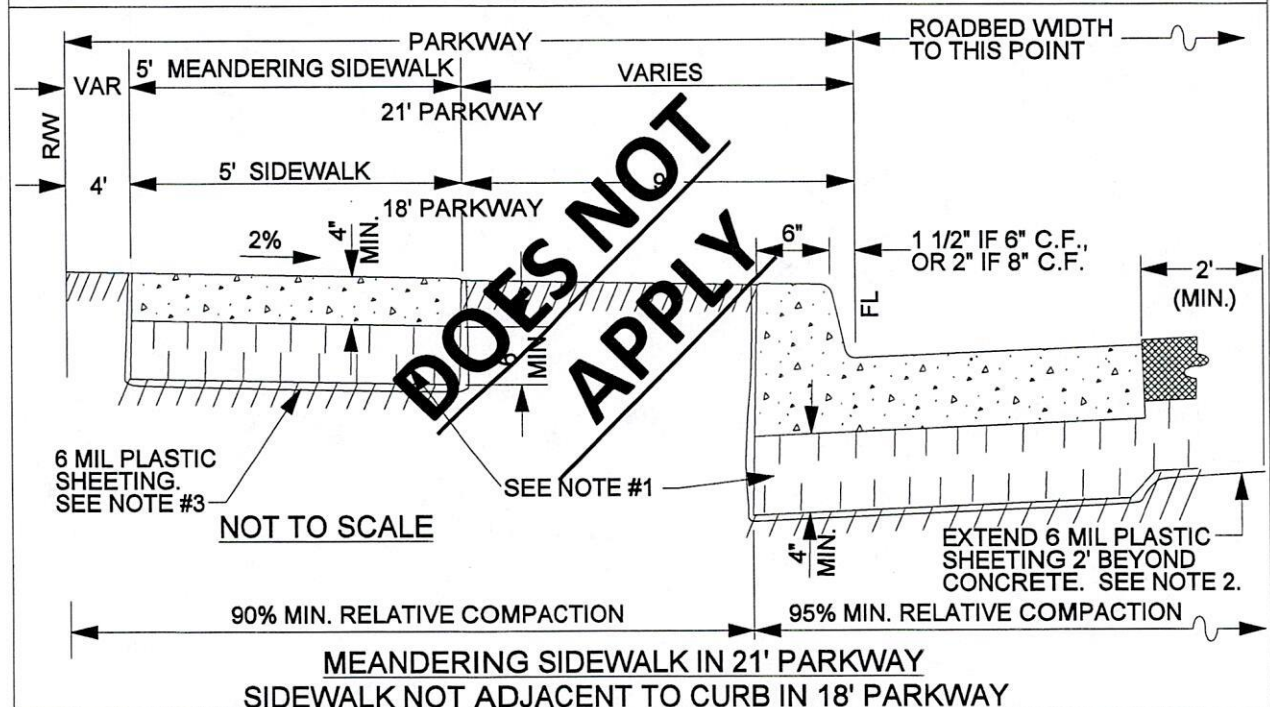 PARKWAY
ROADBED WIDTH
TO THIS POINT
5' MEANDERING SIDEWALK
VARIES
VAR
21' PARKWAY
R/W
5' SIDEWALK
4'
18' PARKWAY
2%
4"
MIN.
6"
1 1/2" IF 6" C.F.,
OR 2" IF 8" C.F.
2'
(MIN.)
FL
DOES NOT
APPLY
MIN
6 MIL PLASTIC
SHEETING.
SEE NOTE #3
SEE NOTE #1
NOT TO SCALE
4"
MIN.
EXTEND 6 MIL PLASTIC
SHEETING 2' BEYOND
CONCRETE. SEE NOTE 2.
90% MIN. RELATIVE COMPACTION
95% MIN. RELATIVE COMPACTION
MEANDERING SIDEWALK IN 21' PARKWAY
SIDEWALK NOT ADJACENT TO CURB IN 18' PARKWAY